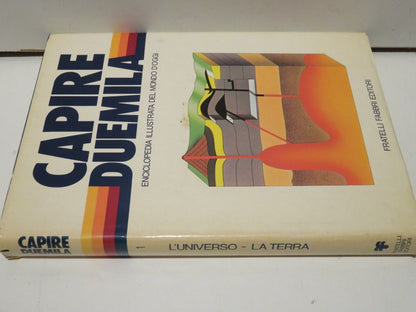 CAPIRE
DUEMILA
ENCICLOPEDIA ILLUSTRATA DEL MONDO D'OGGI
FRATELLI FABBRI EDITORI
CAPIRE
DUEMILA
1
L'UNIVERSO - LA TERRA
FRATELLI
FABBRI
EDITORI